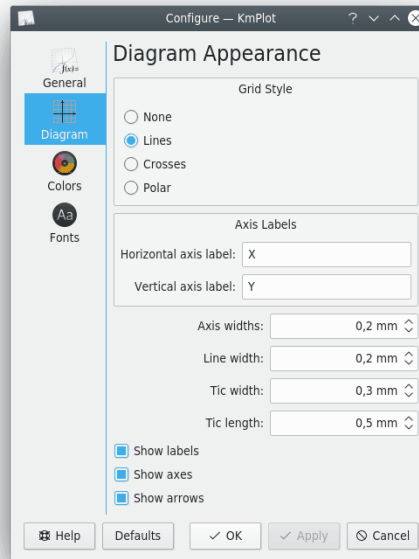 Configure — KmPlot
f(x)=
General
Diagram
Colors
Aa
Fonts
Diagram Appearance
Grid Style
None
Lines
Crosses
Polar
Axis Labels
Horizontal axis label: X
Vertical axis label: Y
Axis widths: 0,2 mm
Line width: 0,2 mm
Tic width: 0,3 mm
Tic length: 0,5 mm
Show labels
Show axes
Show arrows
Help Defaults OK Apply Cancel